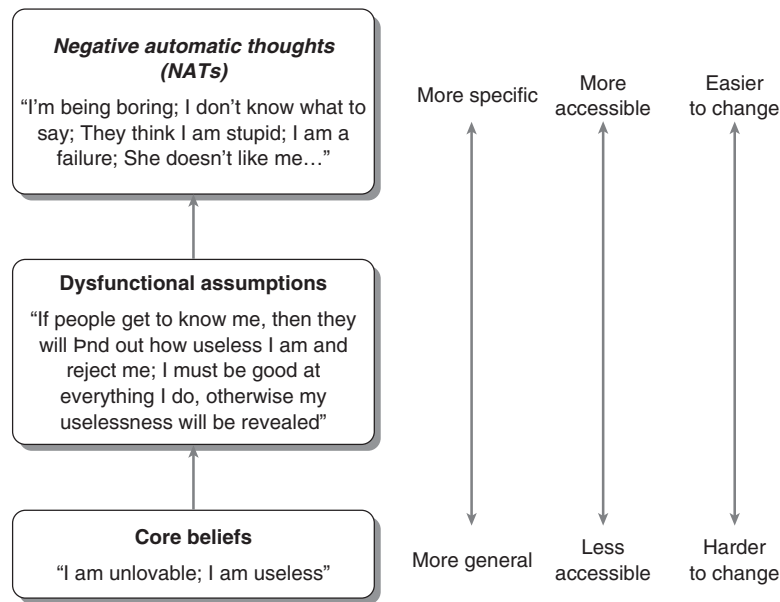 Negative automatic thoughts
(NATs)
“I’m being boring; I don’t know what to
say; They think I am stupid; I am a
failure; She doesn’t like me…”
More specific
More
accessible
Easier
to change
Dysfunctional assumptions
“If people get to know me, then they
will Þnd out how useless I am and
reject me; I must be good at
everything I do, otherwise my
uselessness will be revealed”
Core beliefs
“I am unlovable; I am useless”
More general
Less
accessible
Harder
to change